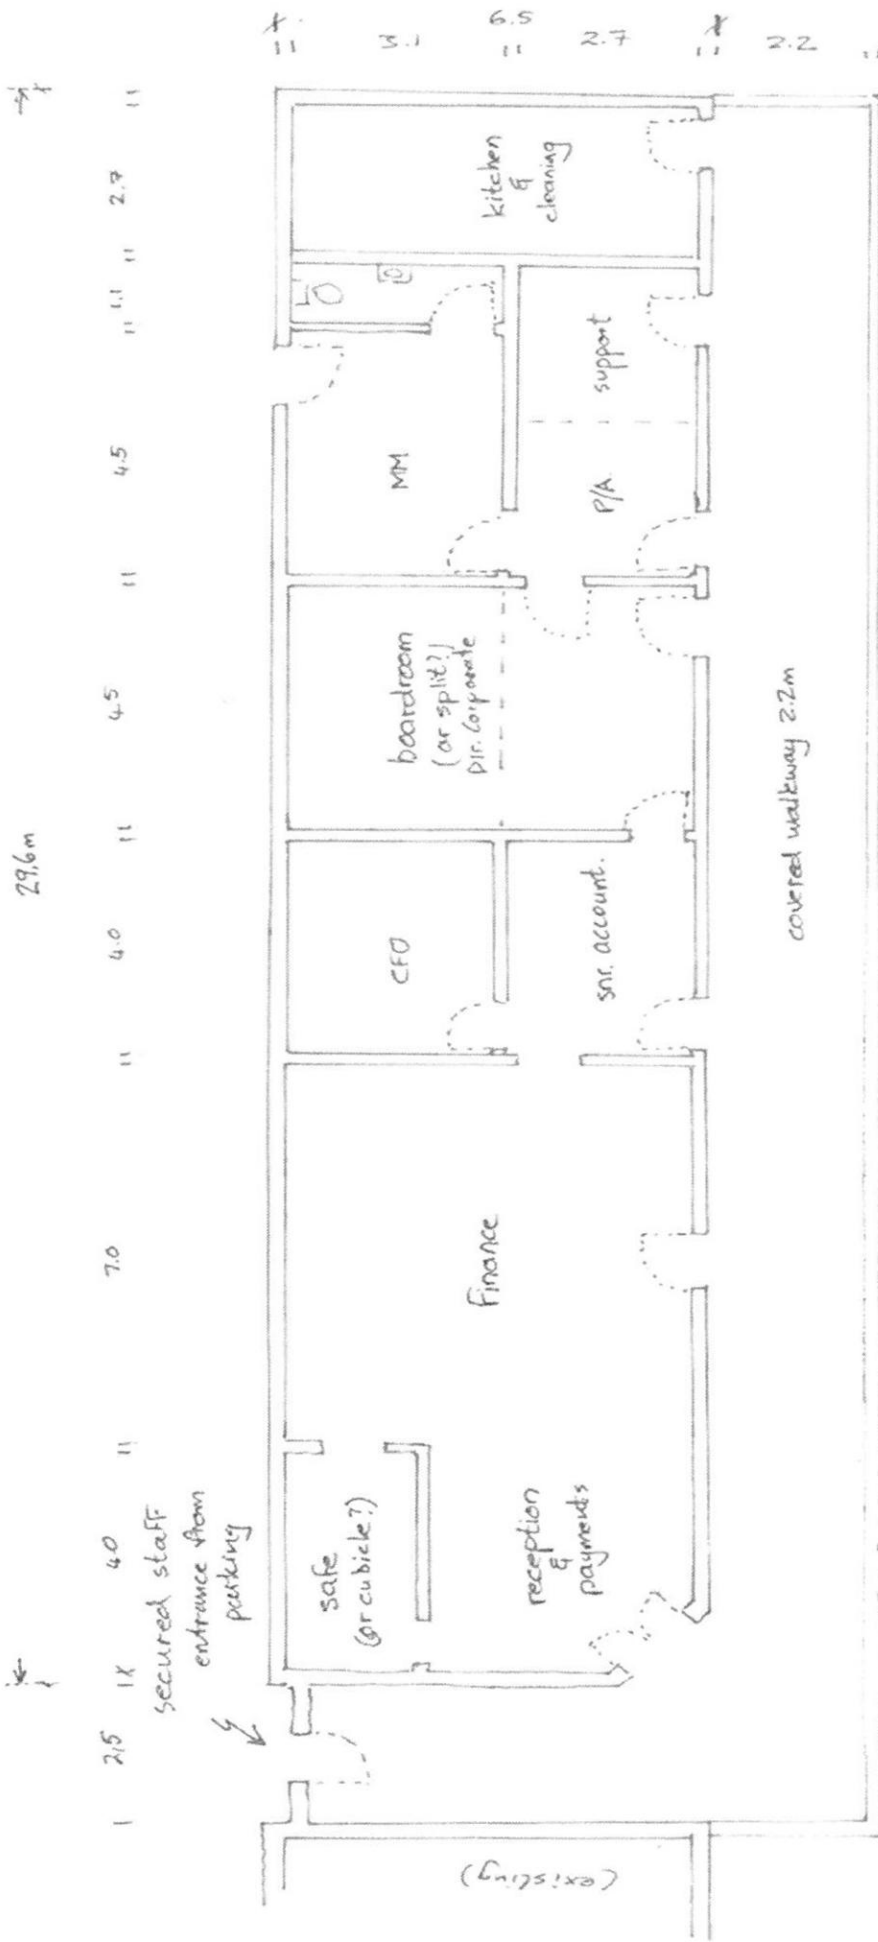 29,6m
2,5
4.0
7.0
4.0
4.5
4.5
1.1
2.7
secured staff
entrance from
parking
safe
(or cubicle?)
reception
&
payments
Finance
CFO
snr. account.
boardroom
(or split?)
Dir. Corporate
MM
P/A
support
kitchen
&
cleaning
3.1
6.5
2.7
2.2
(existing)
covered walkway 2.2m